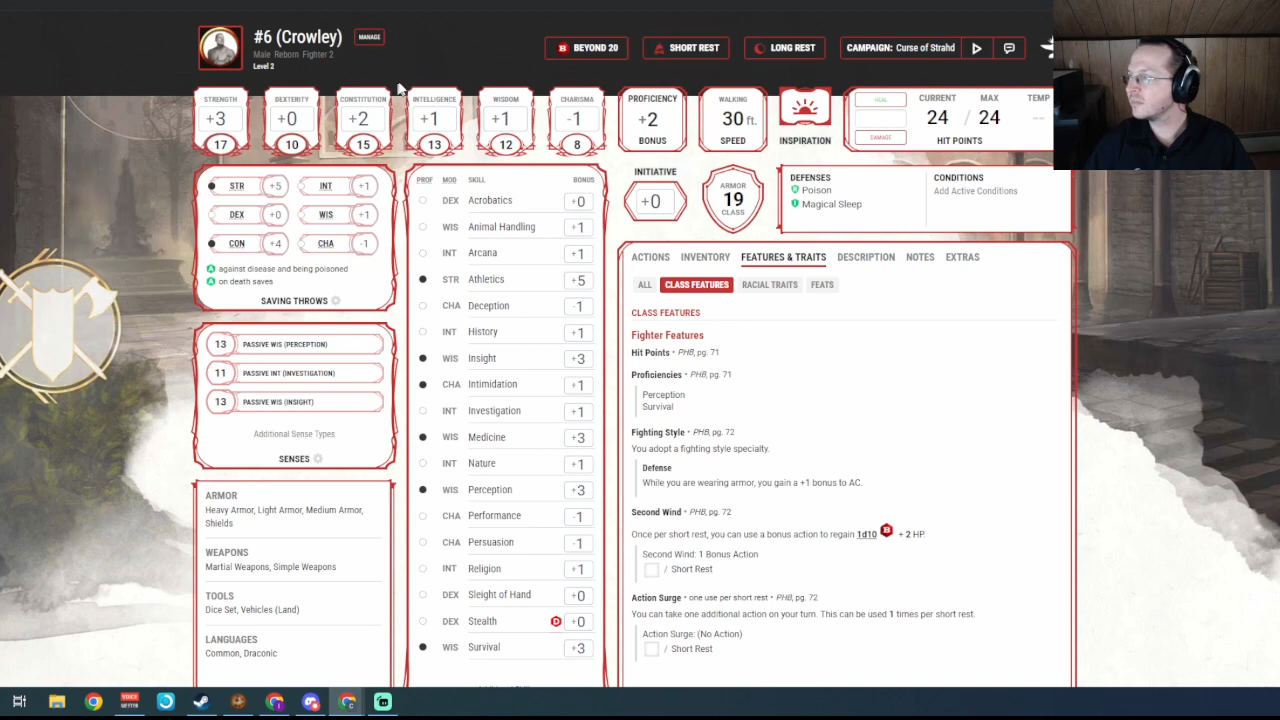 #6 (Crowley)
MANAGE
Male Reborn Fighter 2
Level 2
BEYOND 20
SHORT REST
LONG REST
CAMPAIGN: Curse of Strahd
STRENGTH
+3
17
DEXTERITY
+0
10
CONSTITUTION
+2
15
INTELLIGENCE
+1
13
WISDOM
+1
12
CHARISMA
-1
8
PROFICIENCY
+2
BONUS
WALKING
30 ft.
SPEED
INSPIRATION
HEAL
DAMAGE
CURRENT MAX TEMP
24 / 24 --
HIT POINTS
STR +5 INT +1
DEX +0 WIS +1
CON +4 CHA -1
against disease and being poisoned
on death saves
SAVING THROWS
13 PASSIVE WIS (PERCEPTION)
11 PASSIVE INT (INVESTIGATION)
13 PASSIVE WIS (INSIGHT)
Additional Sense Types
SENSES
ARMOR
Heavy Armor, Light Armor, Medium Armor,
Shields
WEAPONS
Martial Weapons, Simple Weapons
TOOLS
Dice Set, Vehicles (Land)
LANGUAGES
Common, Draconic
PROF MOD SKILL BONUS
DEX Acrobatics +0
WIS Animal Handling +1
INT Arcana +1
STR Athletics +5
CHA Deception -1
INT History +1
WIS Insight +3
CHA Intimidation +1
INT Investigation +1
WIS Medicine +3
INT Nature +1
WIS Perception +3
CHA Performance -1
CHA Persuasion -1
INT Religion +1
DEX Sleight of Hand +0
DEX Stealth +0
WIS Survival +3
INITIATIVE
+0
ARMOR
19
CLASS
DEFENSES
Poison
Magical Sleep
CONDITIONS
Add Active Conditions
ACTIONS INVENTORY FEATURES & TRAITS DESCRIPTION NOTES EXTRAS
ALL CLASS FEATURES RACIAL TRAITS FEATS
CLASS FEATURES
Fighter Features
Hit Points • PHB, pg. 71
Proficiencies • PHB, pg. 71
Perception
Survival
Fighting Style • PHB, pg. 72
You adopt a fighting style specialty.
Defense
While you are wearing armor, you gain a +1 bonus to AC.
Second Wind • PHB, pg. 72
Once per short rest, you can use a bonus action to regain 1d10 + 2 HP.
Second Wind: 1 Bonus Action
/ Short Rest
Action Surge • one use per short rest • PHB, pg. 72
You can take one additional action on your turn. This can be used 1 times per short rest.
Action Surge: (No Action)
/ Short Rest